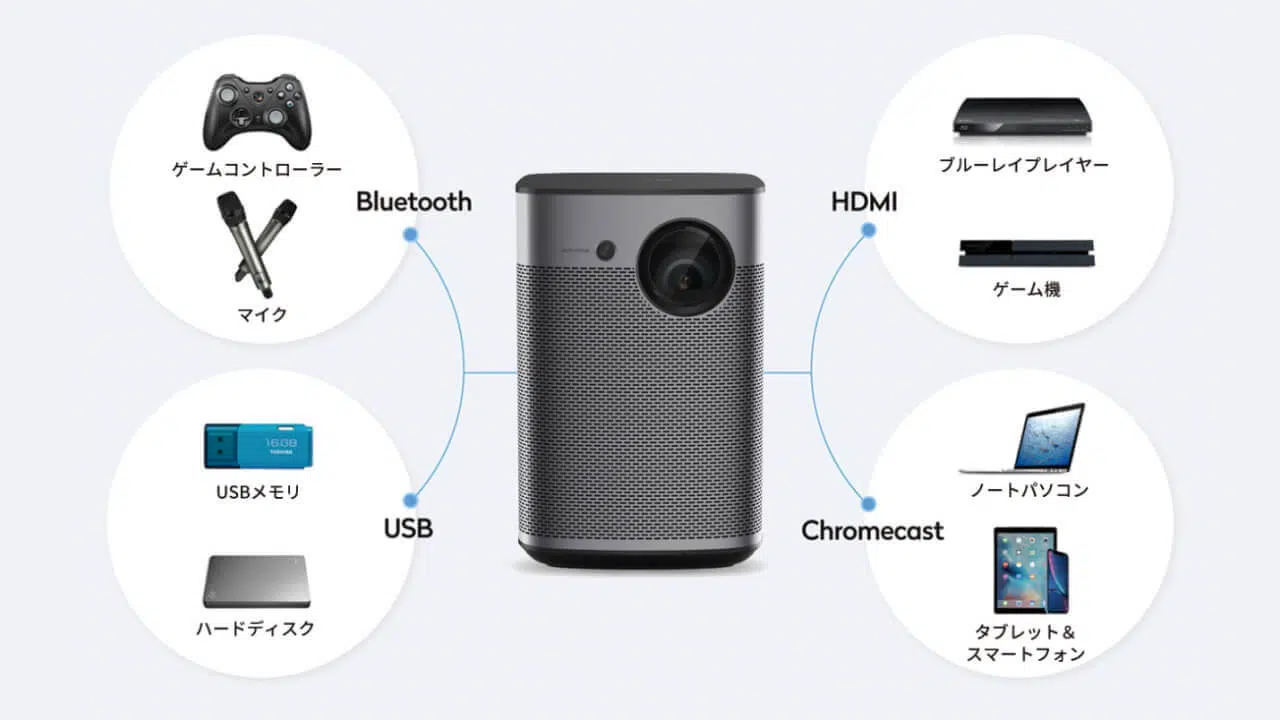 ゲームコントローラー
マイク
Bluetooth
16GB
TOSHIBA
USBメモリ
ハードディスク
USB
ブルーレイプレイヤー
ゲーム機
HDMI
ノートパソコン
タブレット＆
スマートフォン
Chromecast